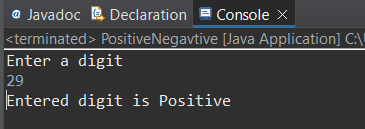 @ Javadoc Declaration Console
<terminated> PositiveNegavtive [Java Application] C:\
Enter a digit
29
Entered digit is Positive